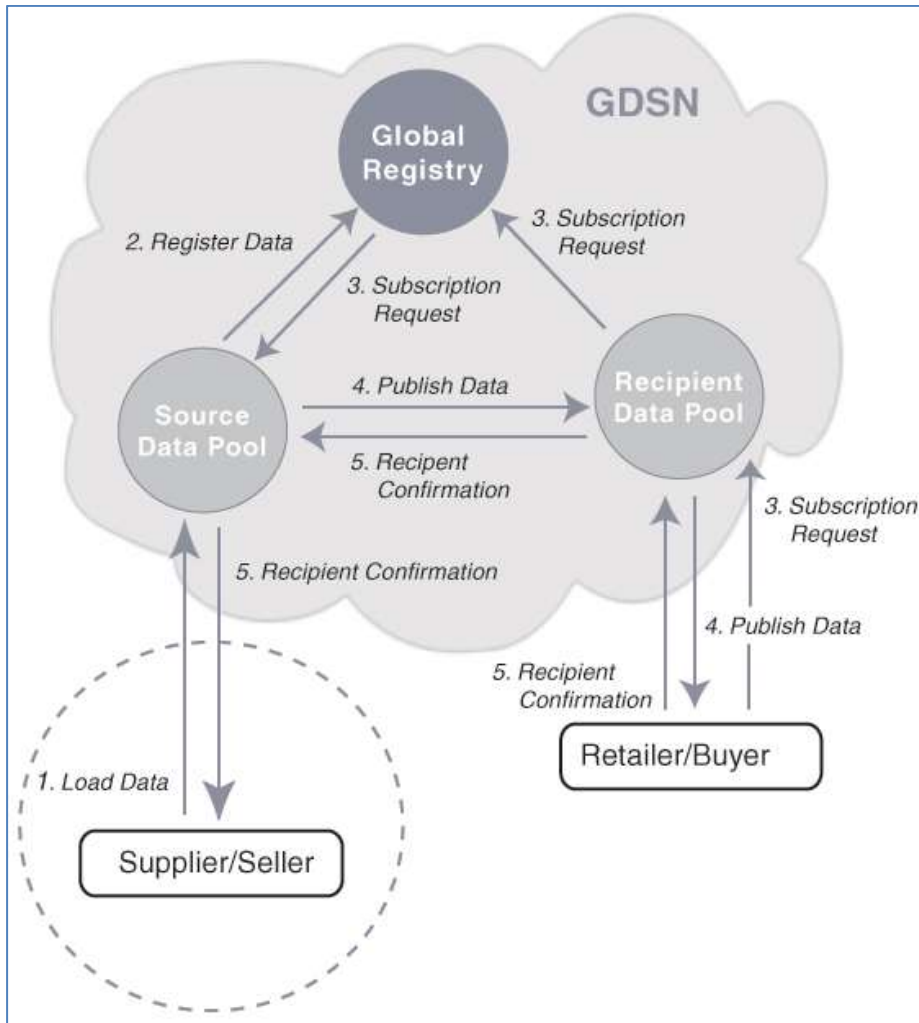 GDSN
Global
Registry
2. Register Data
3. Subscription
Request
3. Subscription
Request
Source
Data Pool
4. Publish Data
5. Recipent
Confirmation
Recipient
Data Pool
3. Subscription
Request
5. Recipient Confirmation
4. Publish Data
5. Recipient
Confirmation
Retailer/Buyer
1. Load Data
Supplier/Seller